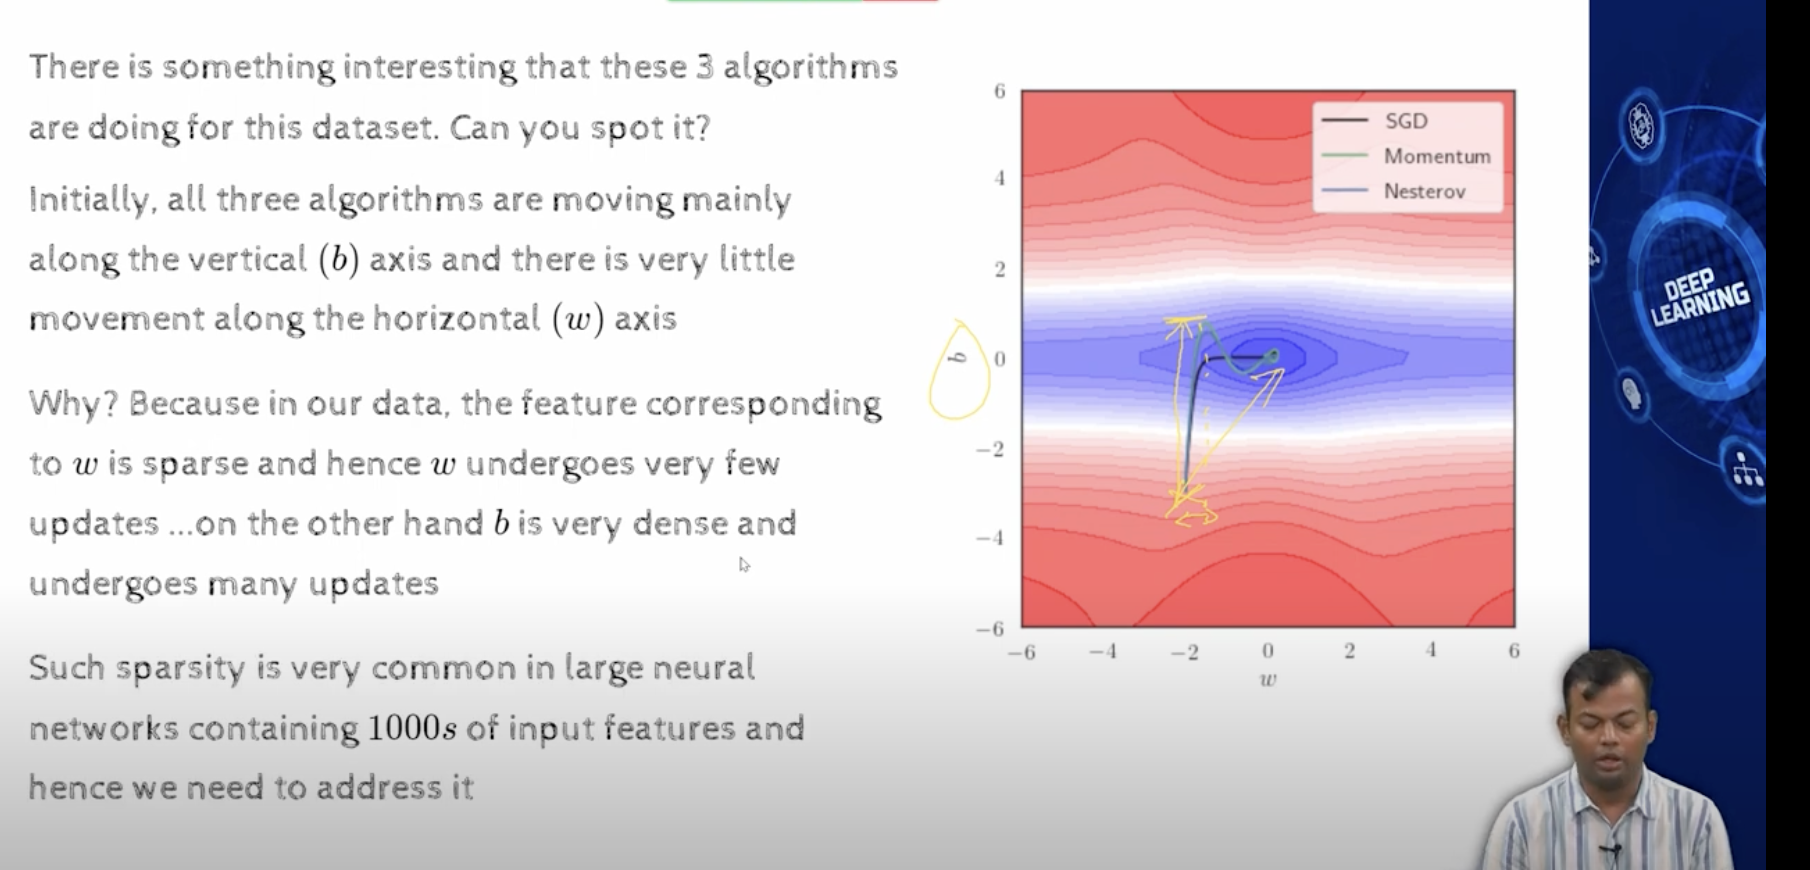 There is something interesting that these 3 algorithms
are doing for this dataset. Can you spot it?
Initially, all three algorithms are moving mainly
along the vertical (b) axis and there is very little
movement along the horizontal (w) axis
Why? Because in our data, the feature corresponding
to w is sparse and hence w undergoes very few
updates ...on the other hand b is very dense and
undergoes many updates
Such sparsity is very common in large neural
networks containing 1000s of input features and
hence we need to address it
SGD
Momentum
Nesterov
6
4
2
0
−2
−4
−6
b
−6 −4 −2 0 2 4 6
w
DEEP
LEARNING